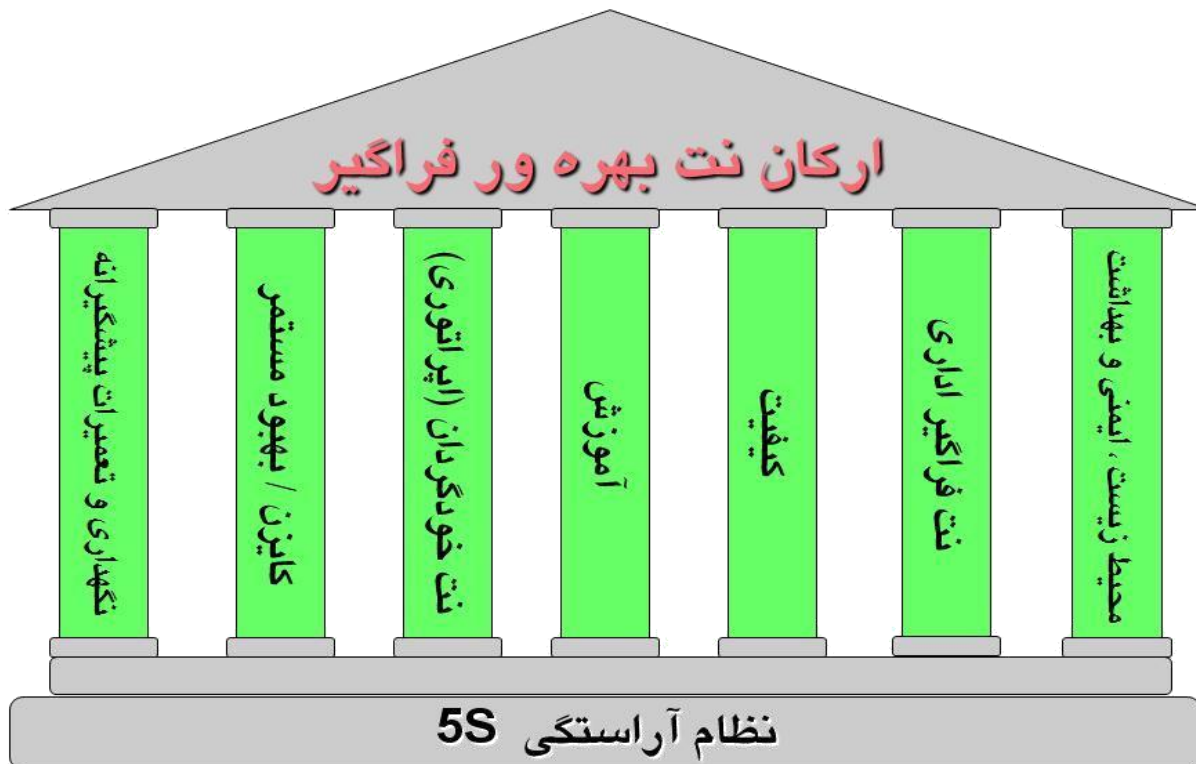 ارکان نت بهره ور فراگیر
محیط زیست ، ایمنی و بهداشت
نت فراگیر اداری
کیفیت
آموزش
نت خودگردان (اپراتوری)
کایزن / بهبود مستمر
نگهداری و تعمیرات پیشگیرانه
نظام آراستگی 5S